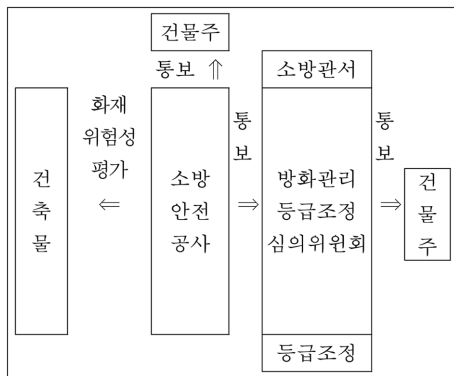 건물주
통보 ⇑
소방관서
화재
위험성
평가
통
보
통
보
건
축
물
⇐
소방
안전
공사
⇒
방화관리
등급조정
심의위원회
⇒
건
물
주
등급조정